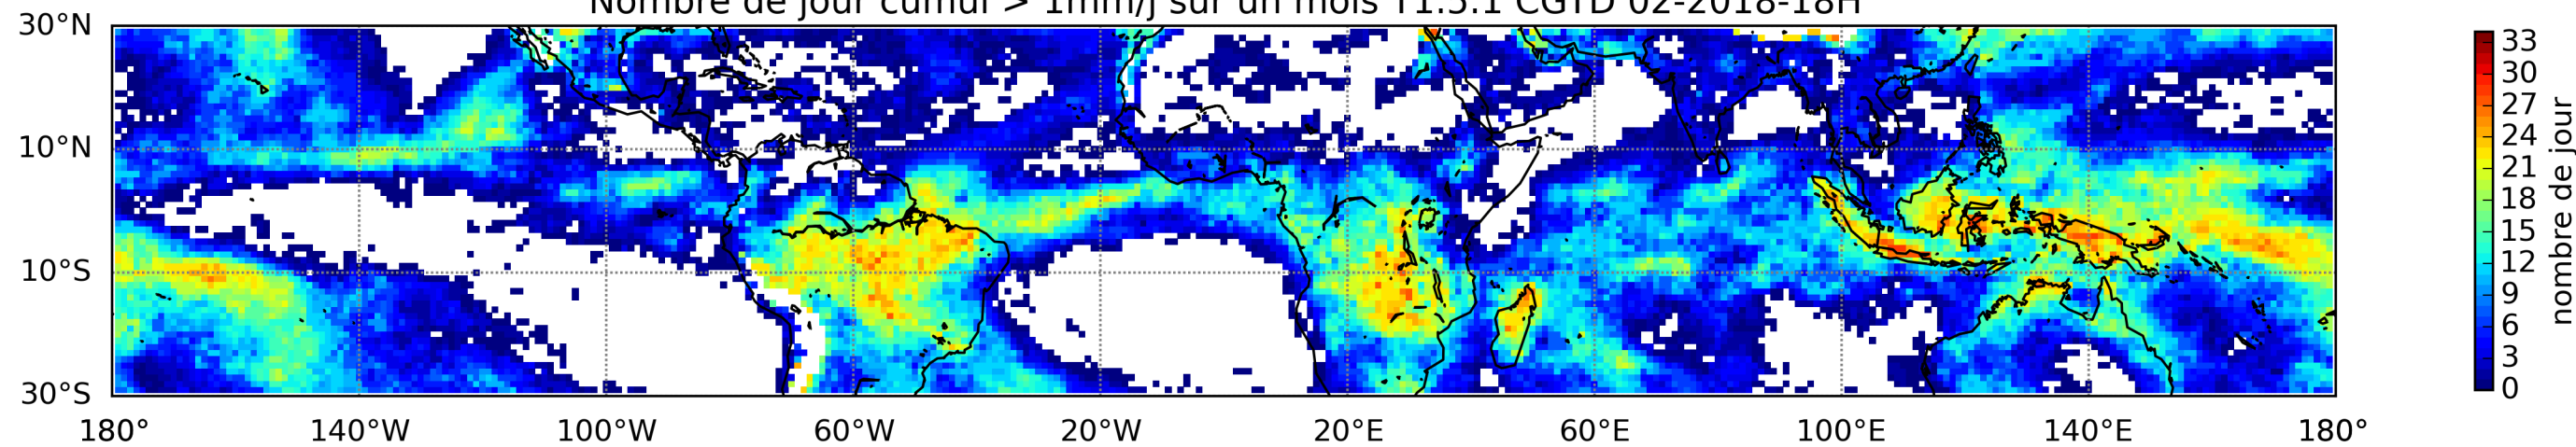 Nombre de jour cumul > 1mm/j sur un mois T1.5.1 CGTD 02-2018-18H
30°N
10°N
10°S
30°S
180° 140°W 100°W 60°W 20°W 20°E 60°E 100°E 140°E 180°
33
30
27
24
21
18
15
12
9
6
3
0
nombre de jour